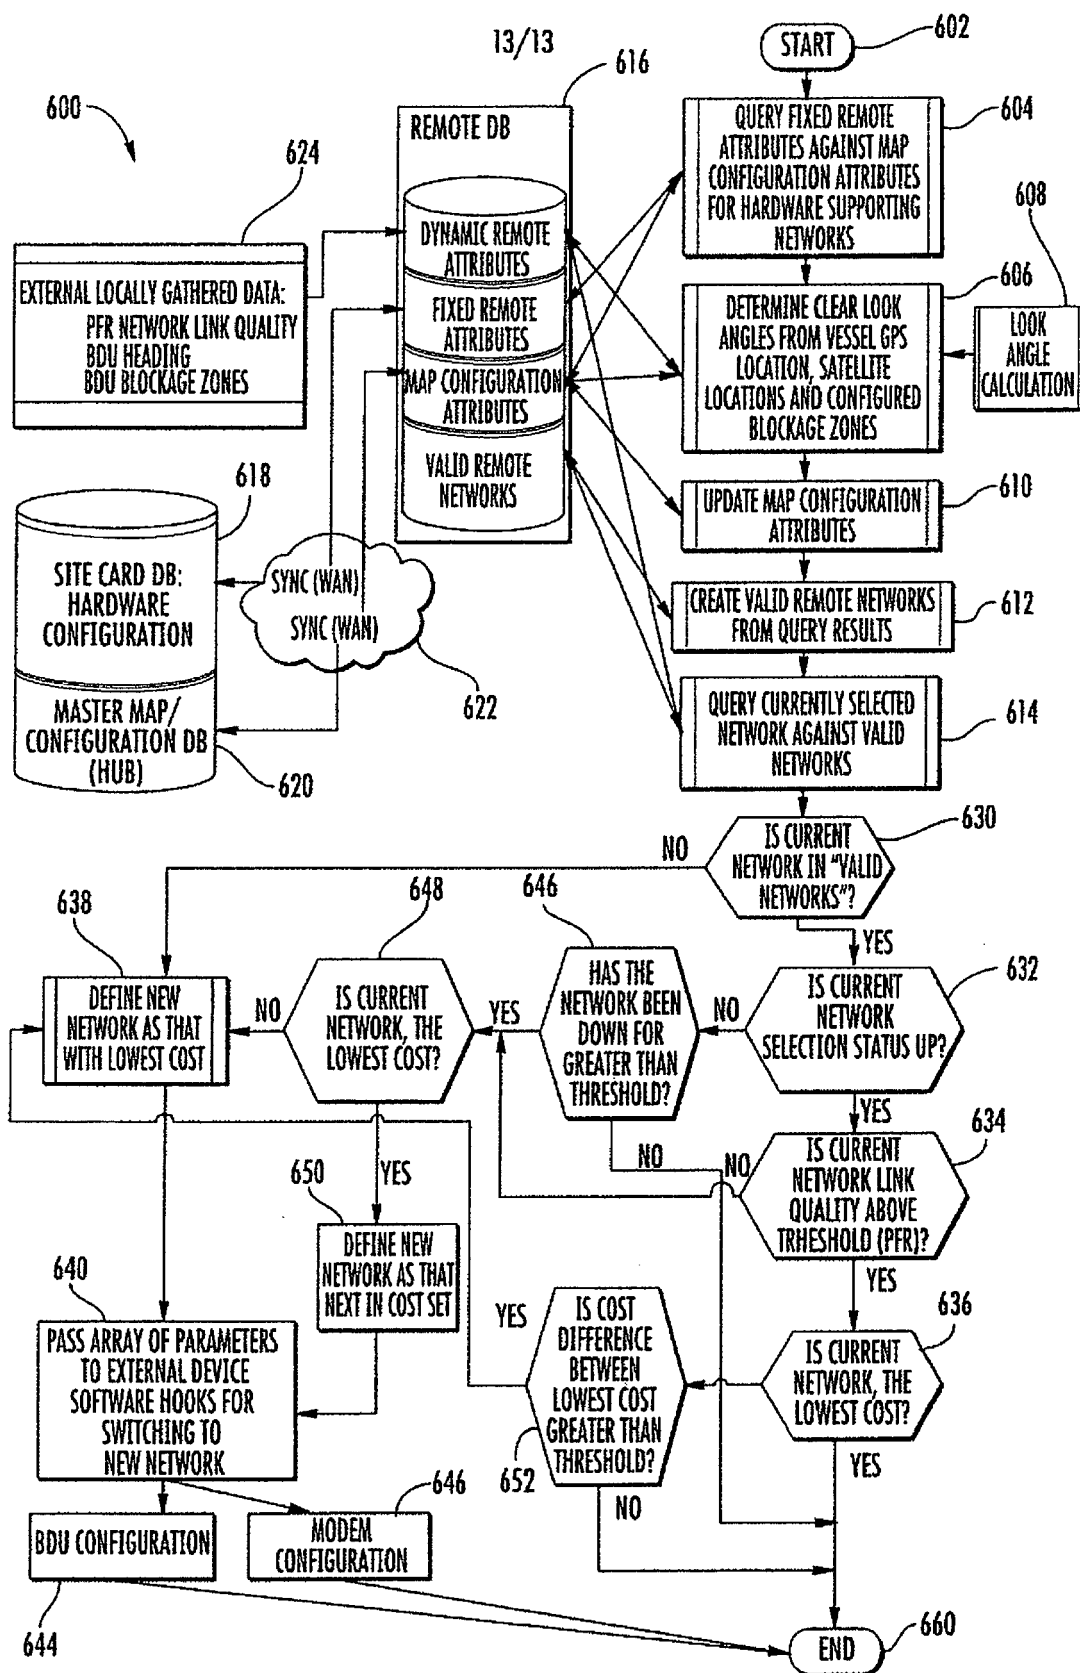 13/13
600
START
602
616
REMOTE DB
DYNAMIC REMOTE
ATTRIBUTES
FIXED REMOTE
ATTRIBUTES
MAP CONFIGURATION
ATTRIBUTES
VALID REMOTE
NETWORKS
QUERY FIXED REMOTE
ATTRIBUTES AGAINST MAP
CONFIGURATION ATTRIBUTES
FOR HARDWARE SUPPORTING
NETWORKS
604
624
EXTERNAL LOCALLY GATHERED DATA:
PFR NETWORK LINK QUALITY
BDU HEADING
BDU BLOCKAGE ZONES
606
DETERMINE CLEAR LOOK
ANGLES FROM VESSEL GPS
LOCATION, SATELLITE
LOCATIONS AND CONFIGURED
BLOCKAGE ZONES
608
LOOK
ANGLE
CALCULATION
618
SITE CARD DB:
HARDWARE
CONFIGURATION
MASTER MAP/
CONFIGURATION DB
(HUB)
620
SYNC (WAN)
SYNC (WAN)
622
UPDATE MAP CONFIGURATION
ATTRIBUTES
610
CREATE VALID REMOTE NETWORKS
FROM QUERY RESULTS
612
QUERY CURRENTLY SELECTED
NETWORK AGAINST VALID
NETWORKS
614
IS CURRENT
NETWORK IN "VALID
NETWORKS"?
630
NO
YES
638
DEFINE NEW
NETWORK AS THAT
WITH LOWEST COST
NO
648
IS CURRENT
NETWORK, THE
LOWEST COST?
YES
646
HAS THE
NETWORK BEEN
DOWN FOR
GREATER THAN
THRESHOLD?
NO
IS CURRENT
NETWORK
SELECTION STATUS UP?
632
YES
YES
NO
NO
IS CURRENT
NETWORK LINK
QUALITY ABOVE
TRHESHOLD (PFR)?
634
YES
650
DEFINE NEW
NETWORK AS THAT
NEXT IN COST SET
640
PASS ARRAY OF PARAMETERS
TO EXTERNAL DEVICE
SOFTWARE HOOKS FOR
SWITCHING TO
NEW NETWORK
YES
IS COST
DIFFERENCE
BETWEEN
LOWEST COST
GREATER THAN
THRESHOLD?
652
NO
IS CURRENT
NETWORK, THE
LOWEST COST?
636
YES
BDU CONFIGURATION
644
MODEM
CONFIGURATION
646
END
660